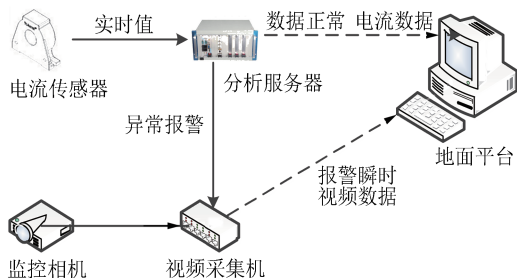 实时值
数据正常 电流数据
电流传感器
分析服务器
异常报警
地面平台
报警瞬时
视频数据
监控相机
视频采集机